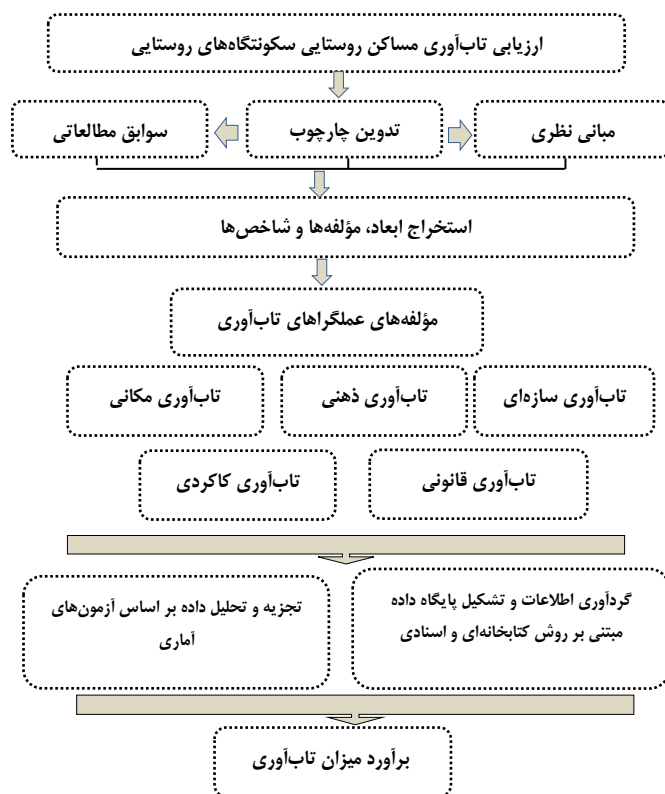 ارزیابی تاب‌آوری مساکن روستایی سکونتگاه‌های روستایی
مبانی نظری
تدوین چارچوب
سوابق مطالعاتی
استخراج ابعاد، مؤلفه‌ها و شاخص‌ها
مؤلفه‌های عملگراهای تاب‌آوری
تاب‌آوری سازه‌ای
تاب‌آوری ذهنی
تاب‌آوری مکانی
تاب‌آوری قانونی
تاب‌آوری کاکردی
گردآوری اطلاعات و تشکیل پایگاه داده
مبتنی بر روش کتابخانه‌ای و اسنادی
تجزیه و تحلیل داده بر اساس آزمون‌های
آماری
برآورد میزان تاب‌آوری